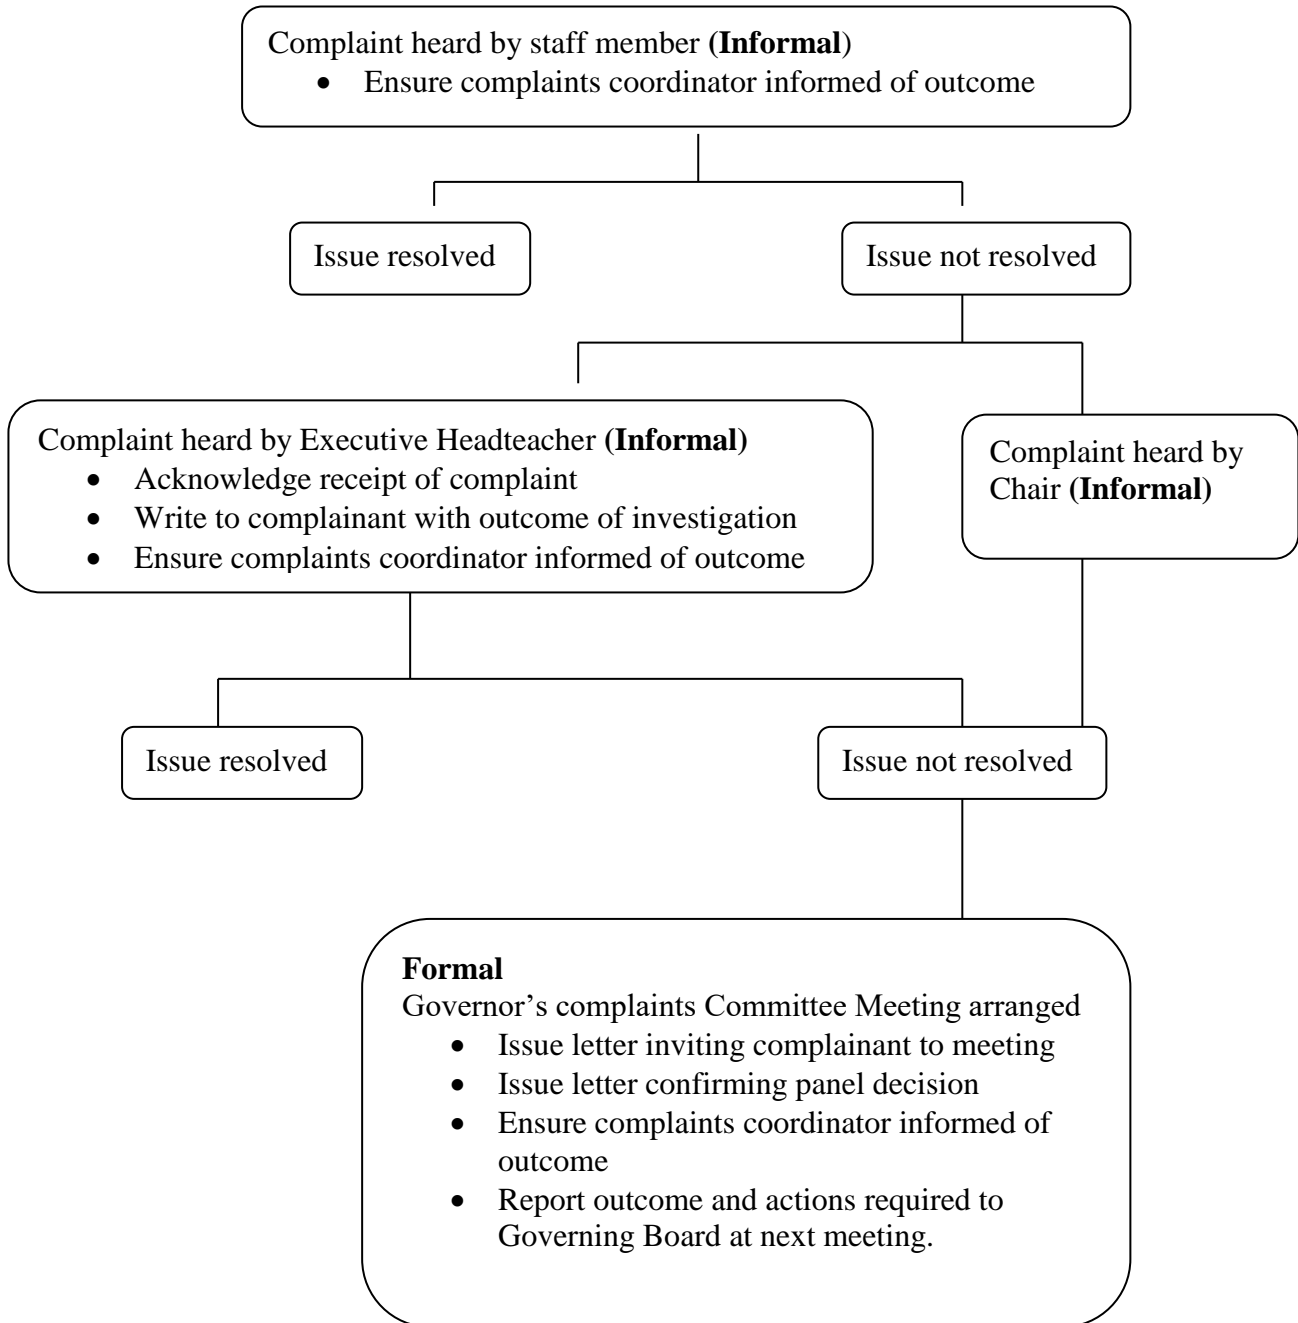 Complaint heard by staff member (Informal)
• Ensure complaints coordinator informed of outcome
Issue resolved
Issue not resolved
Complaint heard by Executive Headteacher (Informal)
• Acknowledge receipt of complaint
• Write to complainant with outcome of investigation
• Ensure complaints coordinator informed of outcome
Complaint heard by
Chair (Informal)
Issue resolved
Issue not resolved
Formal
Governor’s complaints Committee Meeting arranged
• Issue letter inviting complainant to meeting
• Issue letter confirming panel decision
• Ensure complaints coordinator informed of
outcome
• Report outcome and actions required to
Governing Board at next meeting.